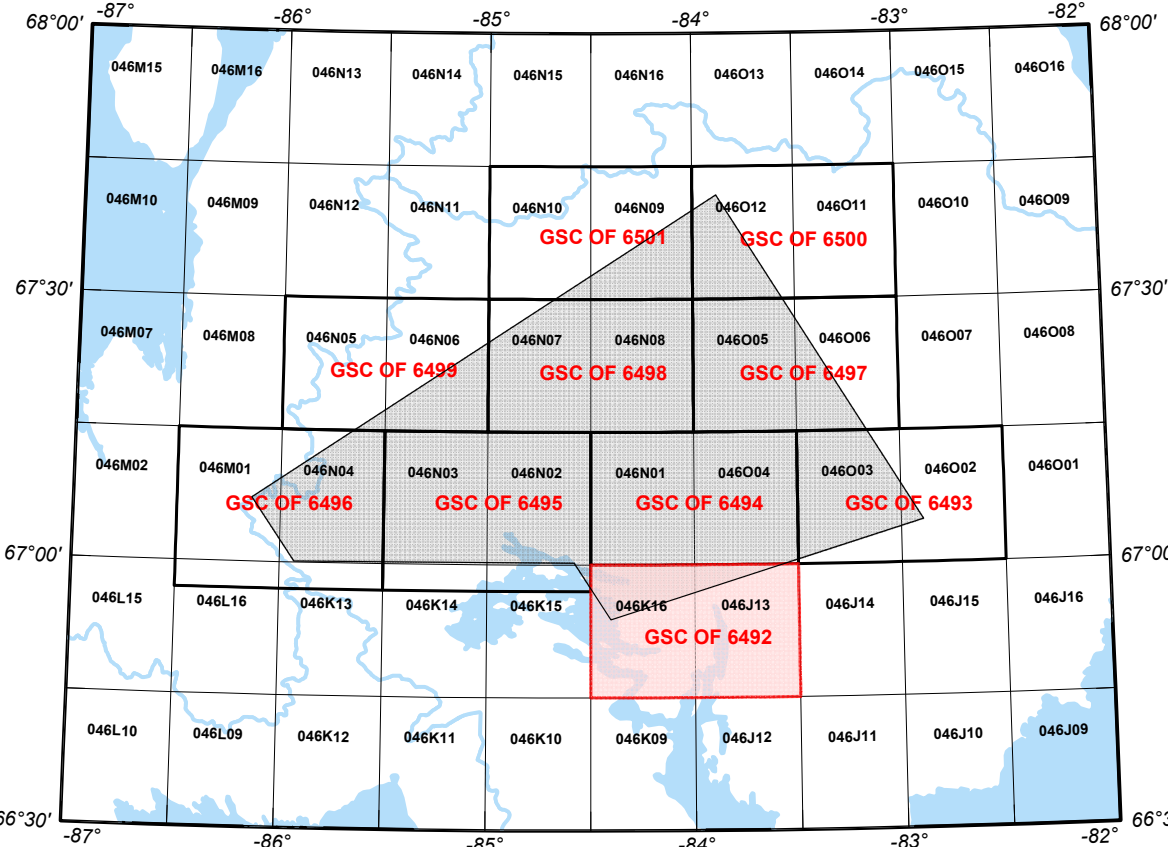 -87° -86° -85° -84° -83° -82°
68°00' 68°00'
046M15 046M16 046N13 046N14 046N15 046N16 046O13 046O14 046O15 046O16
046M10 046M09 046N12 046N11 046N10 046N09 046O12 046O11 046O10 046O09
GSC OF 6501 GSC OF 6500
67°30' 67°30'
046M07 046M08 046N05 046N06 046N07 046N08 046O05 046O06 046O07 046O08
GSC OF 6499 GSC OF 6498 GSC OF 6497
046M02 046M01 046N04 046N03 046N02 046N01 046O04 046O03 046O02 046O01
GSC OF 6496 GSC OF 6495 GSC OF 6494 GSC OF 6493
67°00' 67°00
046L15 046L16 046K13 046K14 046K15 046K16 046J13 046J14 046J15 046J16
GSC OF 6492
046L10 046L09 046K12 046K11 046K10 046K09 046J12 046J11 046J10 046J09
66°30' 66°3
-87° -86° -85° -84° -83° -82°